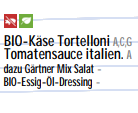 BIO-Käse Tortelloni A,C,G
Tomatensauce italien. A
dazu Gärtner Mix Salat -
BIO-Essig-Öl-Dressing -